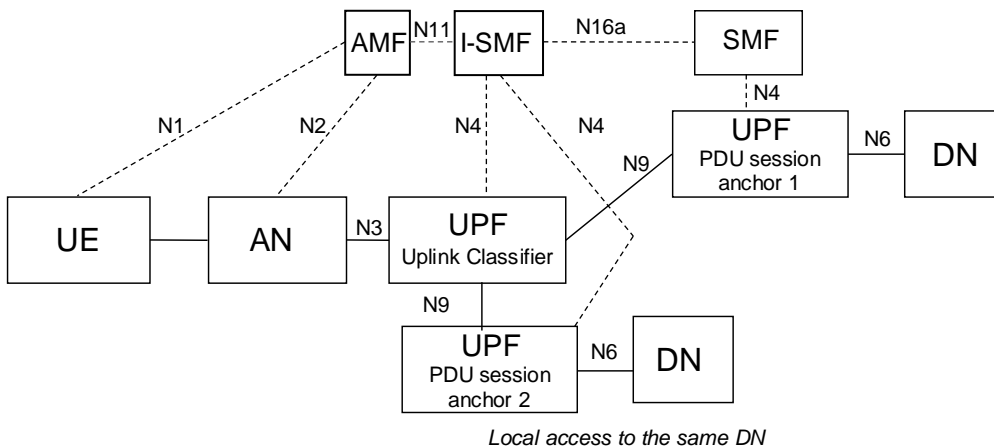 N11
N16a
AMF
I-SMF
SMF
N1
N2
N4
N4
N4
UPF
PDU session
anchor 1
N6
DN
N9
UE
AN
N3
UPF
Uplink Classifier
N9
UPF
PDU session
anchor 2
N6
DN
Local access to the same DN